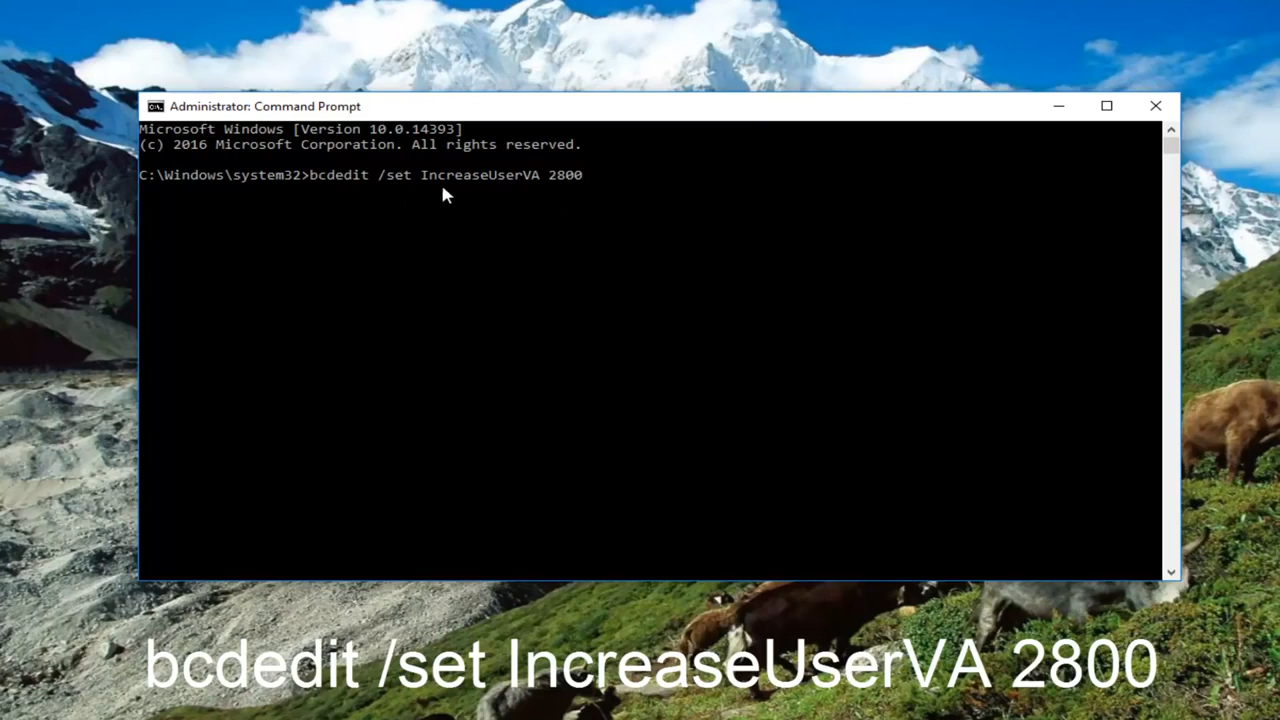 Administrator: Command Prompt
Microsoft Windows [Version 10.0.14393]
(c) 2016 Microsoft Corporation. All rights reserved.
C:\Windows\system32>bcdedit /set IncreaseUserVA 2800
bcdedit /set IncreaseUserVA 2800